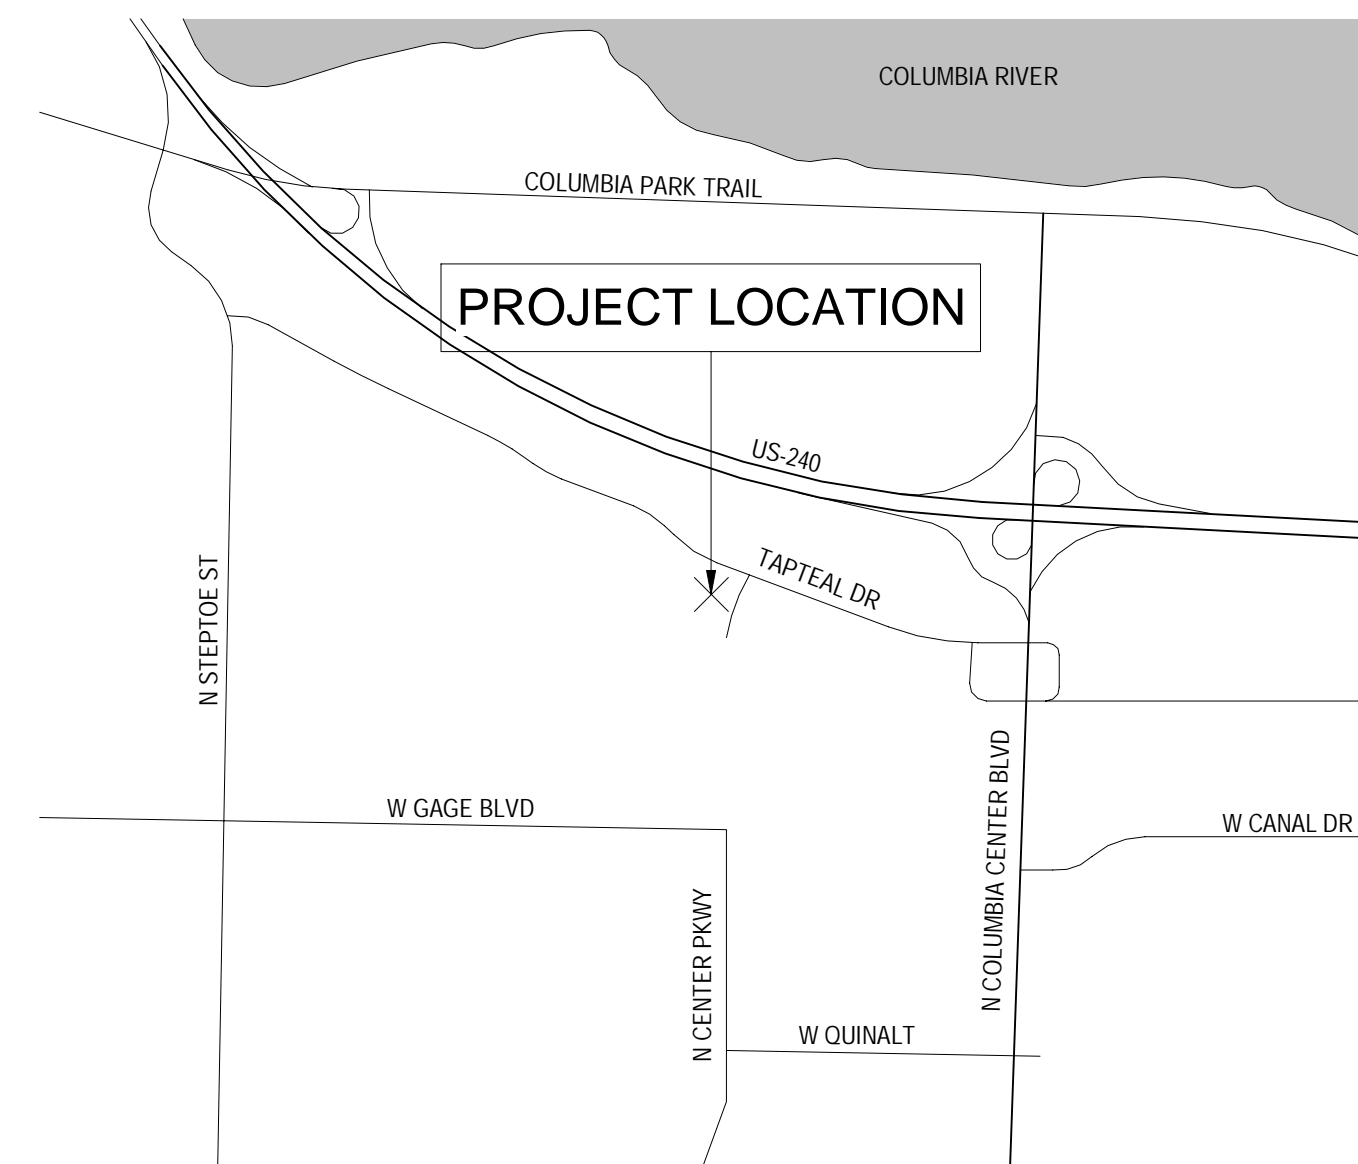 COLUMBIA RIVER
COLUMBIA PARK TRAIL
PROJECT LOCATION
US-240
TAPTEAL DR
N STEPTOE ST
W GAGE BLVD
N COLUMBIA CENTER BLVD
W CANAL DR
N CENTER PKWY
W QUINALT